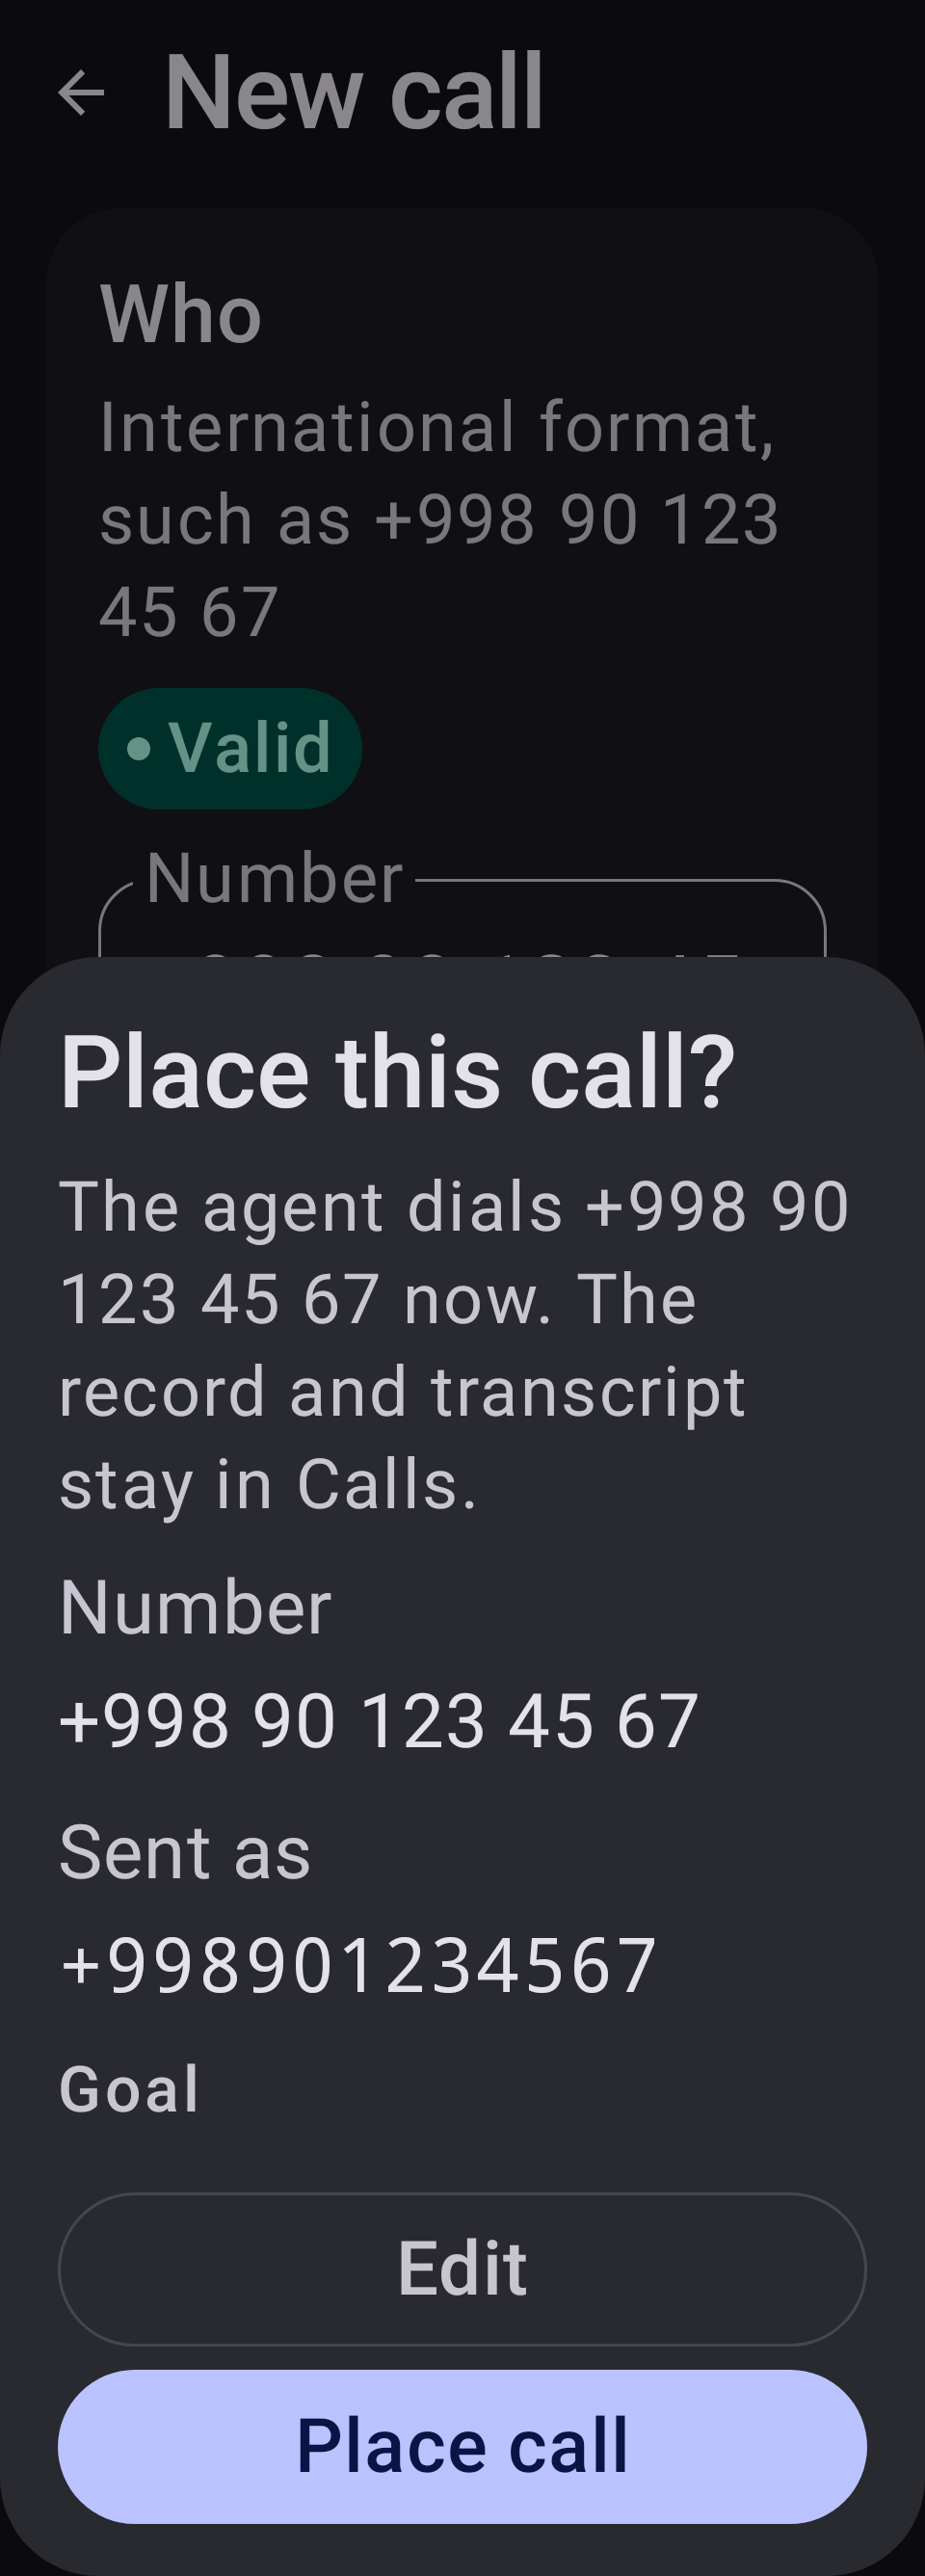 New call
Who
International format,
such as +998 90 123
45 67
Valid
Number
Place this call?
The agent dials +998 90
123 45 67 now. The
record and transcript
stay in Calls.
Number
+998 90 123 45 67
Sent as
+998901234567
Goal
Edit
Place call